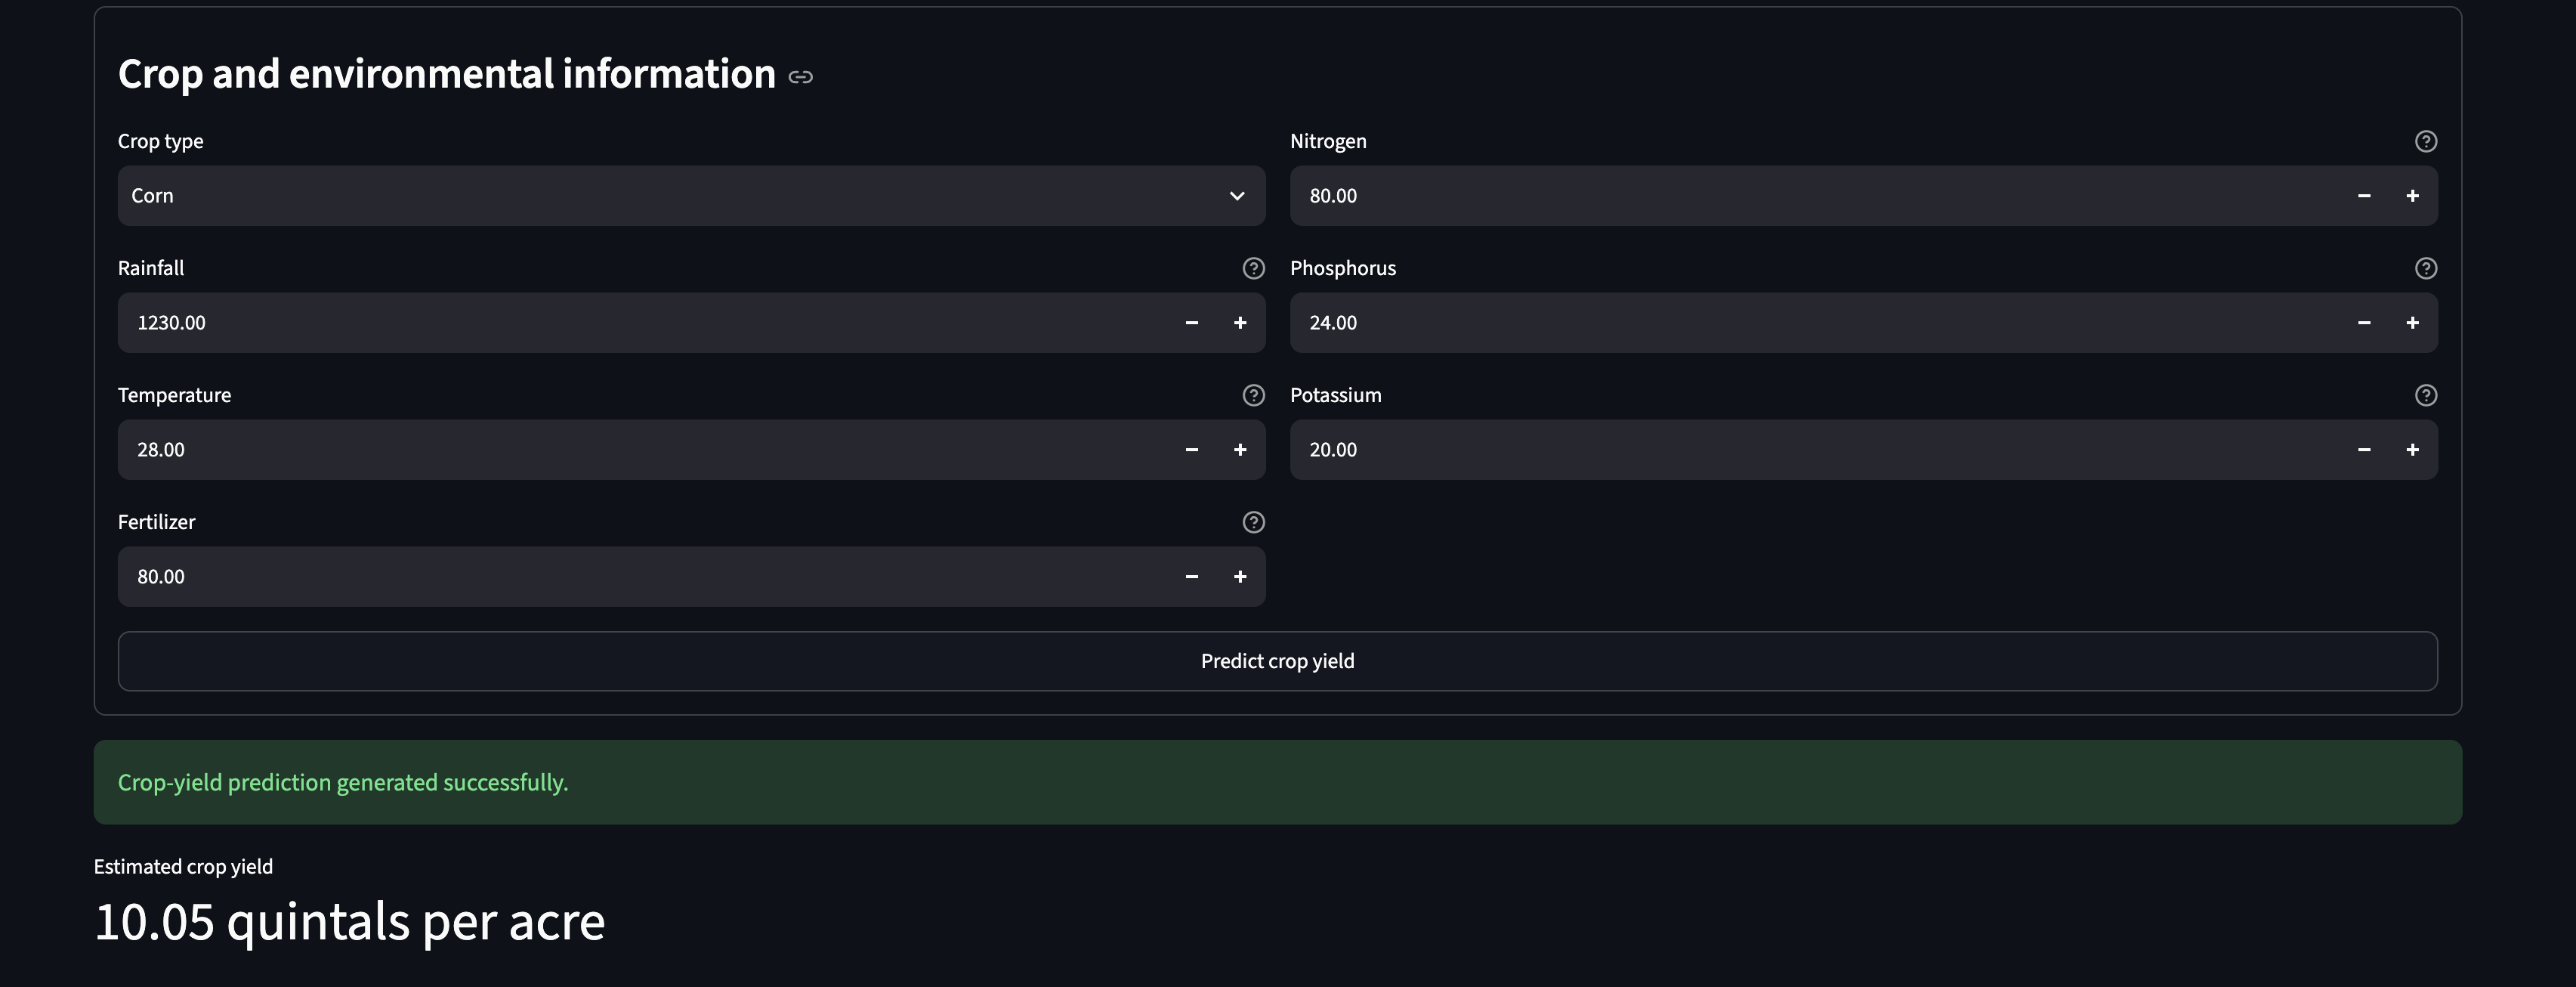 Crop and environmental information
Crop type
Corn
Nitrogen
80.00
Rainfall
1230.00
Phosphorus
24.00
Temperature
28.00
Potassium
20.00
Fertilizer
80.00
Predict crop yield
Crop-yield prediction generated successfully.
Estimated crop yield
10.05 quintals per acre